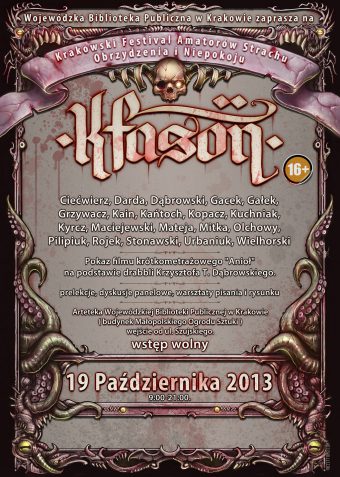 Wojewódzka Biblioteka Publiczna w Krakowie zaprasza na
Krakowski Festival Amatorów Strachu
Obrzydzenia i Niepokoju
·Kfasön·
16+
Ciećwierz, Darda, Dąbrowski, Gacek, Gałek,
Grzywacz, Kain, Kańtoch, Kopacz, Kuchniak,
Kyrcz, Maciejewski, Mateja, Mitka, Olchowy,
Pilipiuk, Rojek, Stonawski, Urbaniuk, Wielhorski
Pokaz filmu krótkometrażowego "Anioł"
na podstawie drabbli Krzysztofa T. Dąbrowskiego.
prelekcje, dyskusje panelowe, warsztaty pisania i rysunku
Arteteka Wojewódzkiej Biblioteki Publicznej w Krakowie
( budynek Małopolskiego Ogrodu Sztuki )
wejście od ul. Szujskiego.
wstęp wolny
19 Października 2013
9:00-21:00.